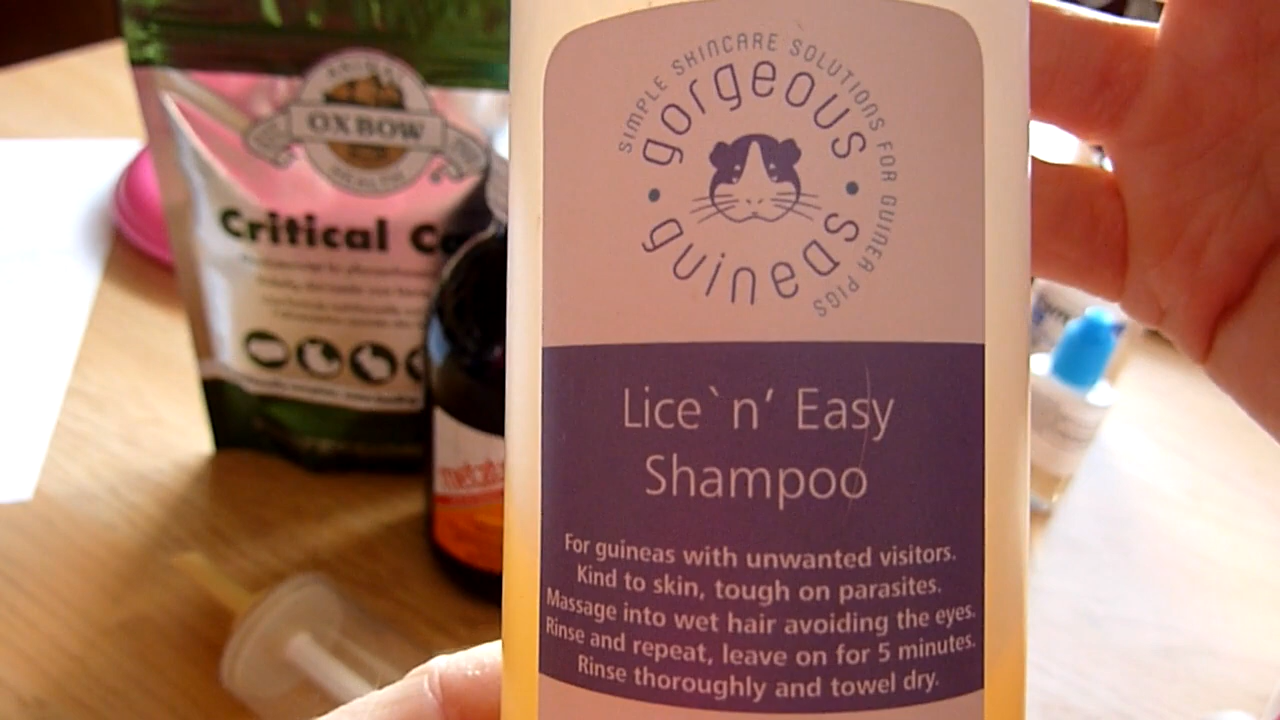 SIMPLE SKINCARE SOLUTIONS FOR GUINEA PIGS
gorgeous
guineas
Lice `n´ Easy
Shampoo
For guineas with unwanted visitors.
Kind to skin, tough on parasites.
Massage into wet hair avoiding the eyes.
Rinse and repeat, leave on for 5 minutes.
Rinse thoroughly and towel dry.
OXBOW
HEALTH
Critical